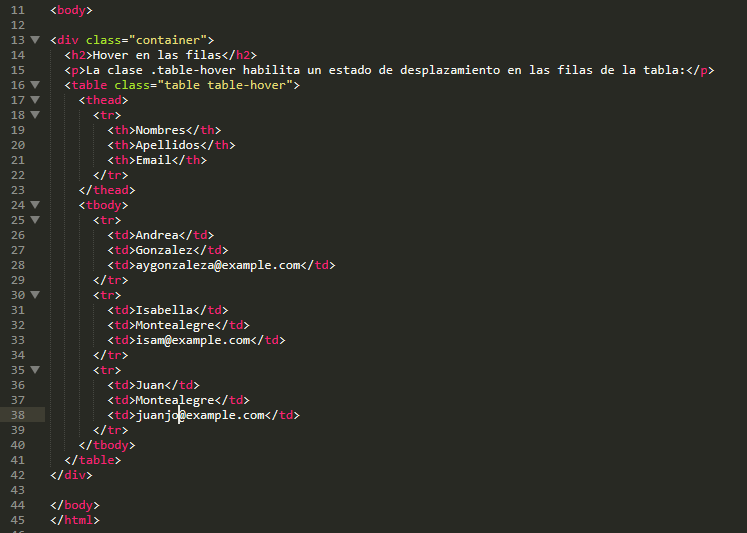 11 <body>
12
13 <div class="container">
14 <h2>Hover en las filas</h2>
15 <p>La clase .table-hover habilita un estado de desplazamiento en las filas de la tabla:</p>
16 <table class="table table-hover">
17 <thead>
18 <tr>
19 <th>Nombres</th>
20 <th>Apellidos</th>
21 <th>Email</th>
22 </tr>
23 </thead>
24 <tbody>
25 <tr>
26 <td>Andrea</td>
27 <td>Gonzalez</td>
28 <td>aygonzaleza@example.com</td>
29 </tr>
30 <tr>
31 <td>Isabella</td>
32 <td>Montealegre</td>
33 <td>isam@example.com</td>
34 </tr>
35 <tr>
36 <td>Juan</td>
37 <td>Montealegre</td>
38 <td>juanjo@example.com</td>
39 </tr>
40 </tbody>
41 </table>
42 </div>
43
44 </body>
45 </html>